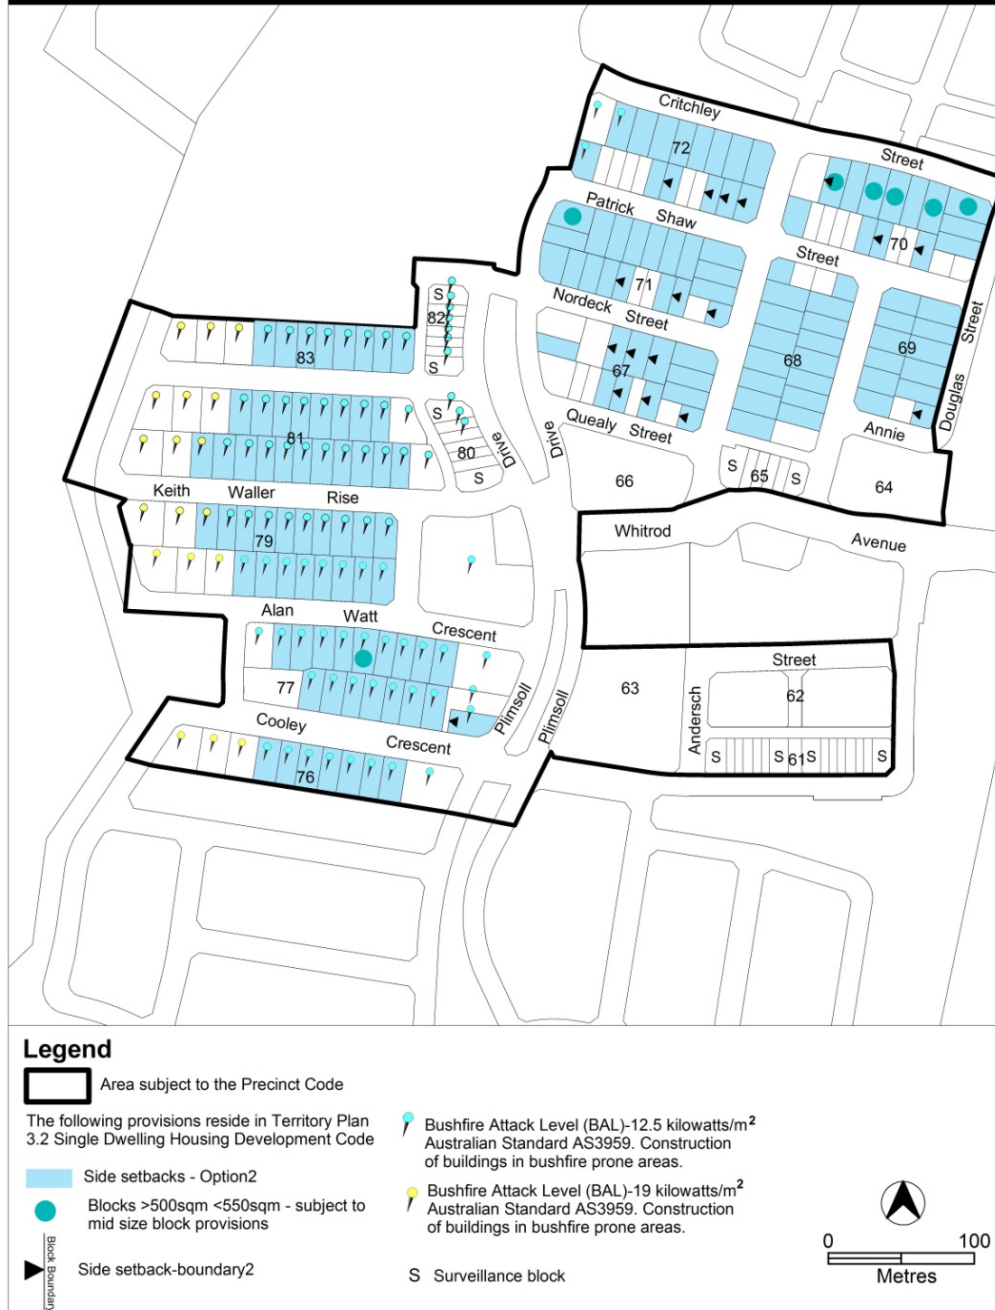 Critchley
Street
72
Patrick Shaw
Street
70
71
Nordeck Street
82
S
S
83
67
68
69
Douglas Street
Quealy Street
Annie
81
80
S
Drive
Drive
S
65
S
66
64
Keith Waller Rise
Whitrod
Avenue
79
Alan Watt
Crescent
77
Plimsoll
Plimsoll
63
Street
62
Andersch
Cooley
Crescent
S
S
61
S
S
76
Legend
Area subject to the Precinct Code
The following provisions reside in Territory Plan
3.2 Single Dwelling Housing Development Code
Side setbacks - Option2
Blocks >500sqm <550sqm - subject to
mid size block provisions
Block Boundary
Side setback-boundary2
Bushfire Attack Level (BAL)-12.5 kilowatts/m²
Australian Standard AS3959. Construction
of buildings in bushfire prone areas.
Bushfire Attack Level (BAL)-19 kilowatts/m²
Australian Standard AS3959. Construction
of buildings in bushfire prone areas.
S Surveillance block
0 100
Metres